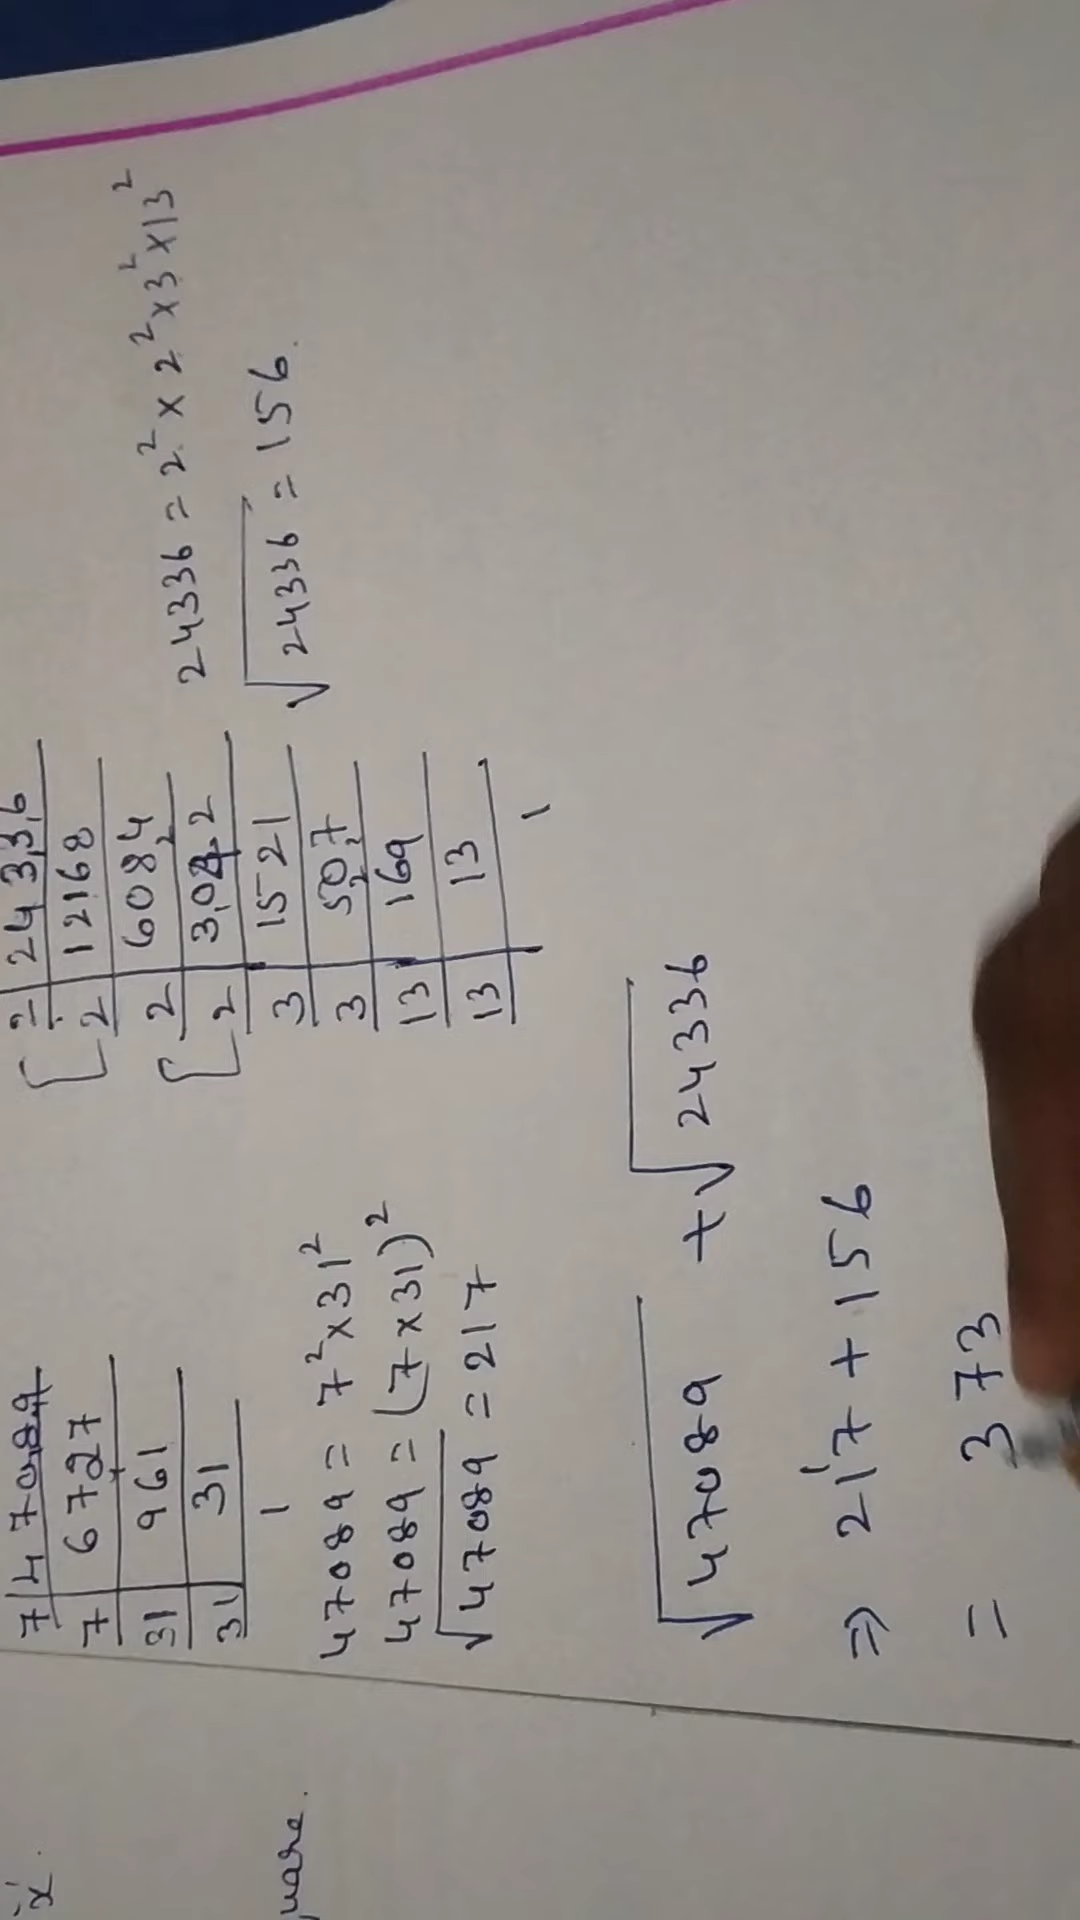 7 | 47089
7 | 6727
31 | 961
31 | 31
1
47089 = 7² × 31²
47089 = (7 × 31)²
√47089 = 217
2 | 24336
2 | 12168
2 | 6084
2 | 3042
3 | 1521
3 | 507
13 | 169
13 | 13
1
24336 = 2² × 2² × 3² × 13²
√24336 = 156.
√47089 + √24336
⇒ 217 + 156
= 373